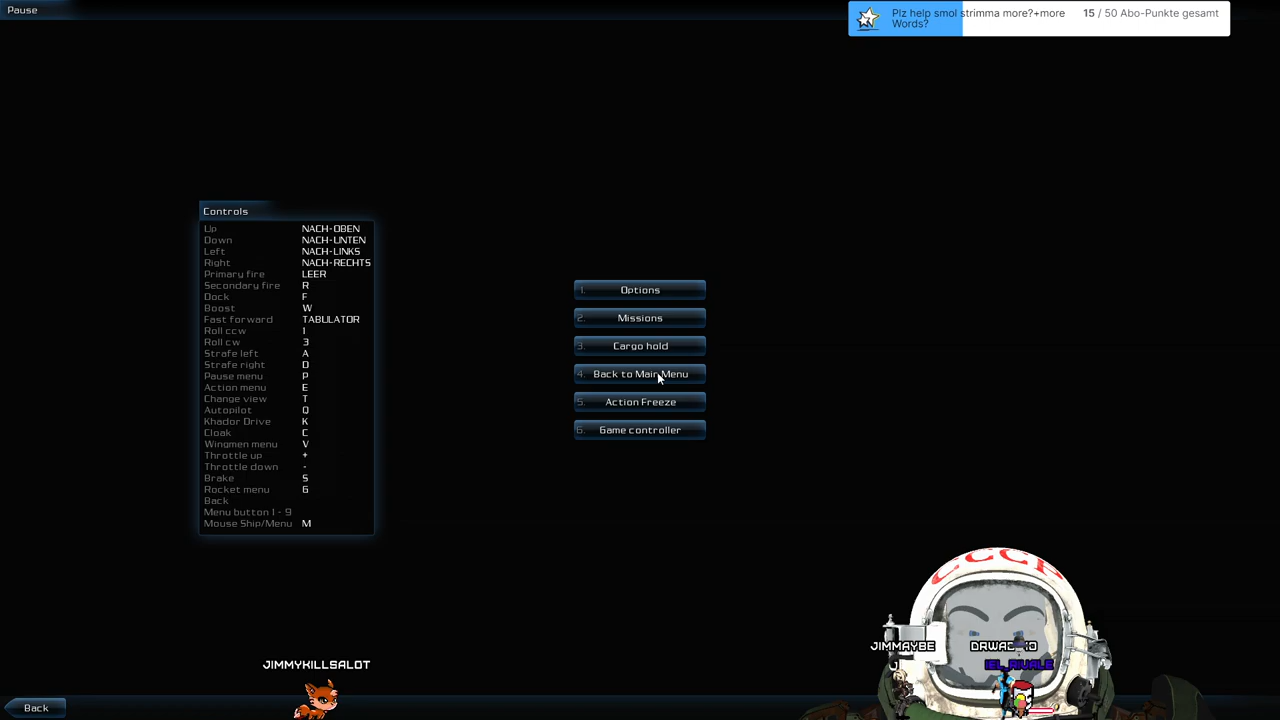 Pause
Plz help smol strimma more?+more
Words?
15 / 50 Abo-Punkte gesamt
Controls
Up NACH-OBEN
Down NACH-UNTEN
Left NACH-LINKS
Right NACH-RECHTS
Primary fire LEER
Secondary fire R
Dock F
Boost W
Fast forward TABULATOR
Roll ccw 1
Roll cw 3
Strafe left A
Strafe right D
Pause menu P
Action menu E
Change view T
Autopilot Q
Khador Drive K
Cloak C
Wingmen menu V
Throttle up +
Throttle down -
Brake S
Rocket menu G
Back
Menu button 1 - 9
Mouse Ship/Menu M
1. Options
2. Missions
3. Cargo hold
4. Back to Main Menu
5. Action Freeze
6. Game controller
CCCP
JIMMAYBE
JIMMYKILLSALOT
Back